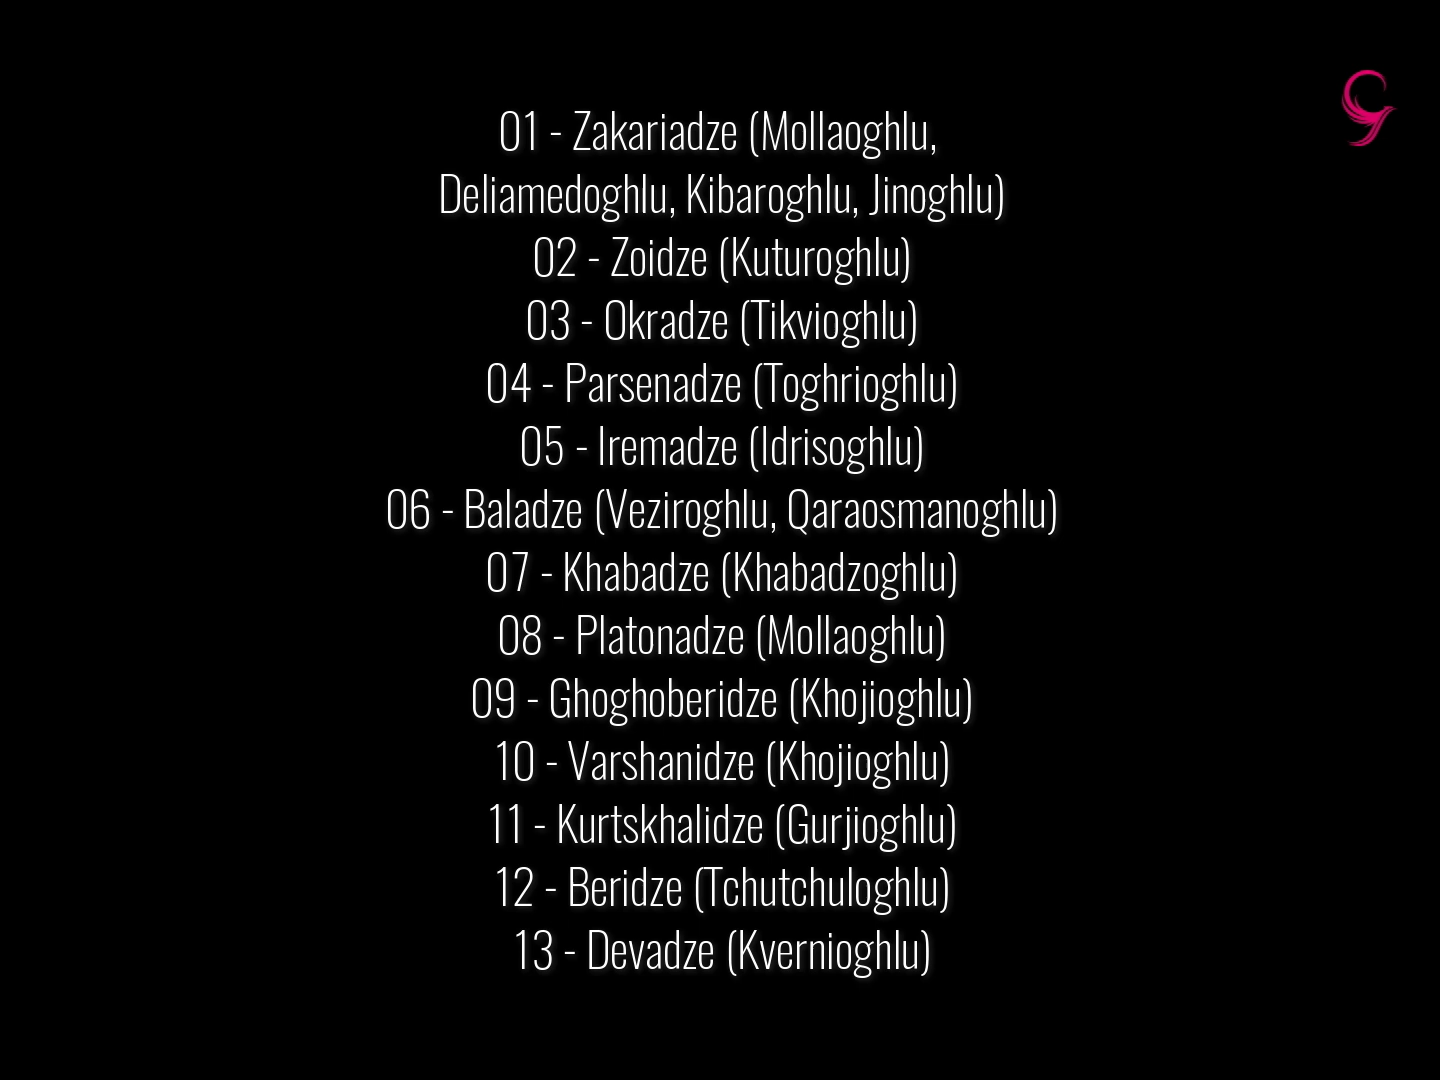 01 - Zakariadze (Mollaoghlu,
Deliamedoghlu, Kibaroghlu, Jinoghlu)
02 - Zoidze (Kuturoghlu)
03 - Okradze (Tikvioghlu)
04 - Parsenadze (Toghrioghlu)
05 - Iremadze (Idrisoghlu)
06 - Baladze (Veziroghlu, Qaraosmanoghlu)
07 - Khabadze (Khabadzoghlu)
08 - Platonadze (Mollaoghlu)
09 - Ghoghoberidze (Khojioghlu)
10 - Varshanidze (Khojioghlu)
11 - Kurtskhalidze (Gurjioghlu)
12 - Beridze (Tchutchuloghlu)
13 - Devadze (Kvernioghlu)